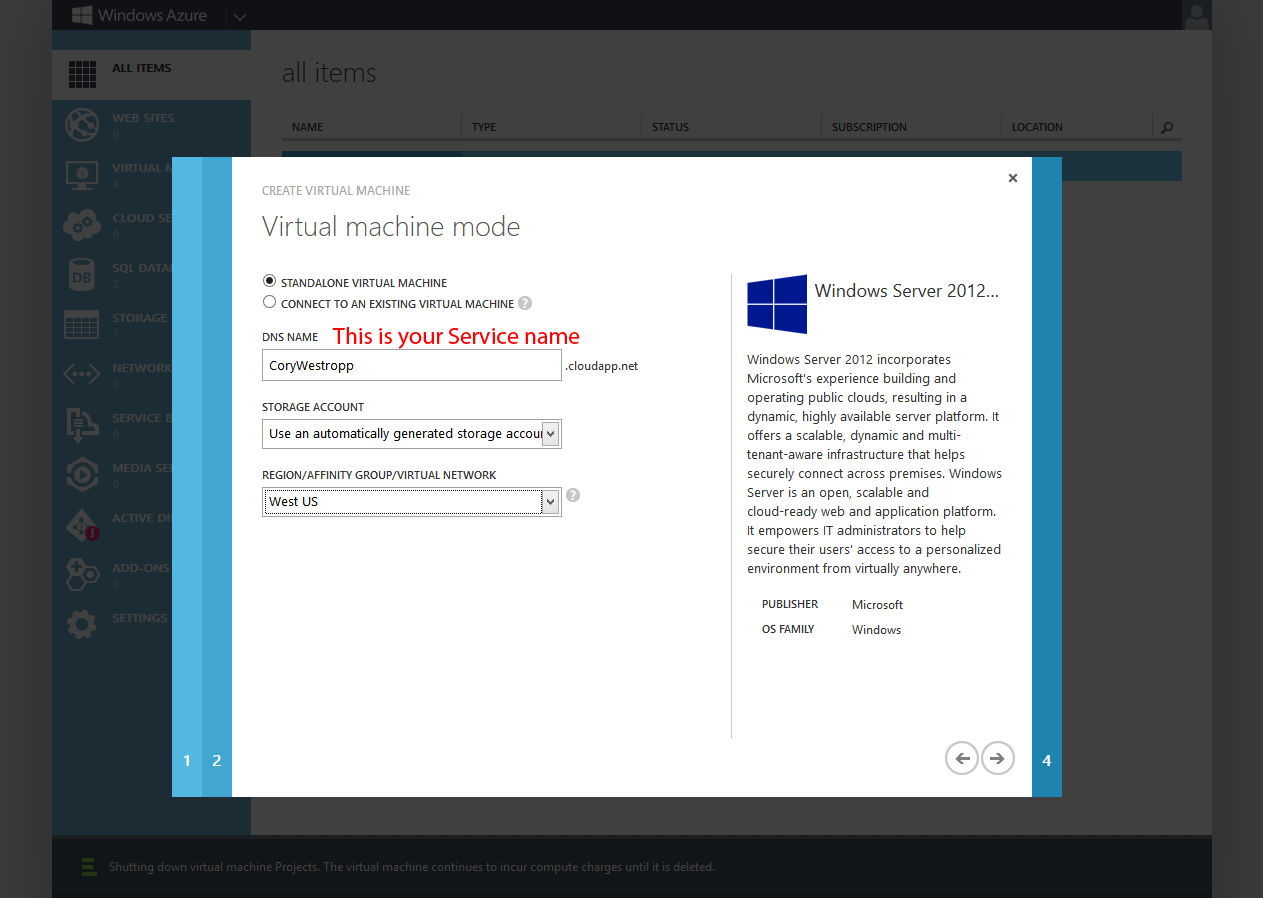 Windows Azure
ALL ITEMS
WEB SITES
0
VIRTUAL M
4
CLOUD SE
0
SQL DATA
2
STORAGE
1
NETWORK
0
SERVICE B
0
MEDIA SE
0
ACTIVE DI
ADD-ONS
0
SETTINGS
all items
NAME TYPE STATUS SUBSCRIPTION LOCATION
CREATE VIRTUAL MACHINE
Virtual machine mode
STANDALONE VIRTUAL MACHINE
CONNECT TO AN EXISTING VIRTUAL MACHINE ?
DNS NAME This is your Service name
CoryWestropp .cloudapp.net
STORAGE ACCOUNT
Use an automatically generated storage accou
REGION/AFFINITY GROUP/VIRTUAL NETWORK
West US ?
Windows Server 2012...
Windows Server 2012 incorporates
Microsoft's experience building and
operating public clouds, resulting in a
dynamic, highly available server platform. It
offers a scalable, dynamic and multi-
tenant-aware infrastructure that helps
securely connect across premises. Windows
Server is an open, scalable and
cloud-ready web and application platform.
It empowers IT administrators to help
secure their users' access to a personalized
environment from virtually anywhere.
PUBLISHER Microsoft
OS FAMILY Windows
1 2 4
Shutting down virtual machine Projects. The virtual machine continues to incur compute charges until it is deleted.